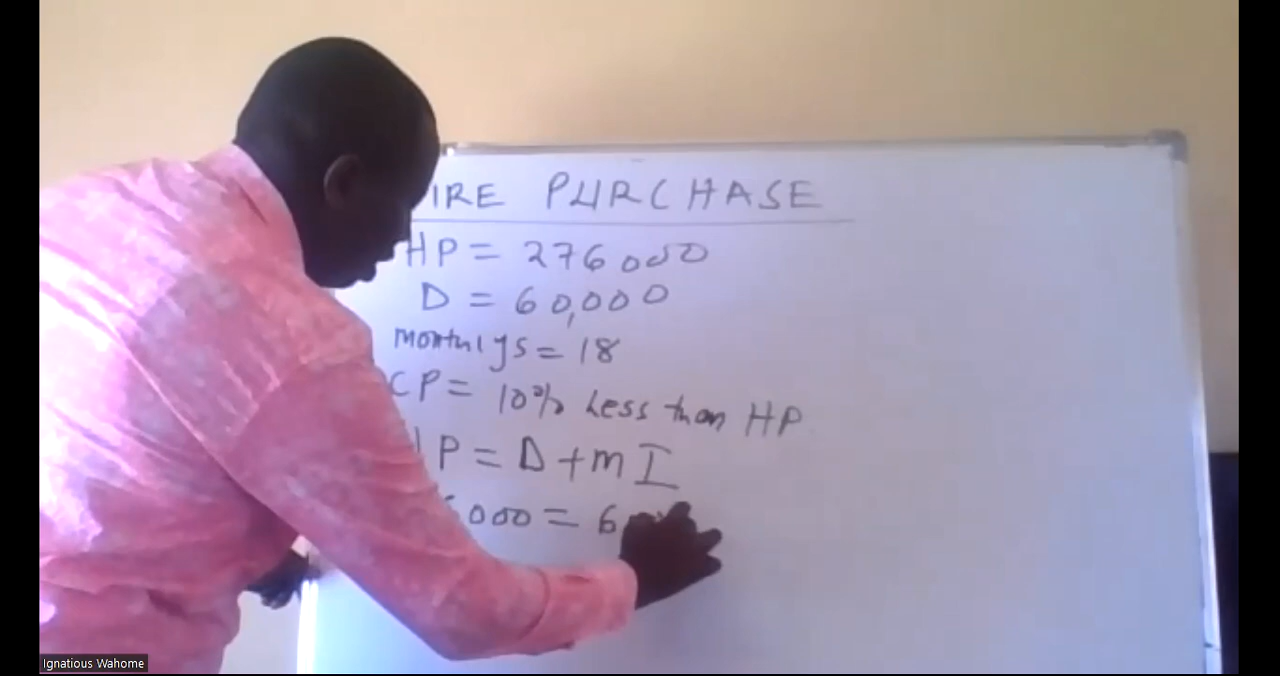 IRE PURCHASE
HP = 276000
D = 60,000
monthlys = 18
CP = 10% Less than HP
P = D + m I
000 = 6
Ignatious Wahome